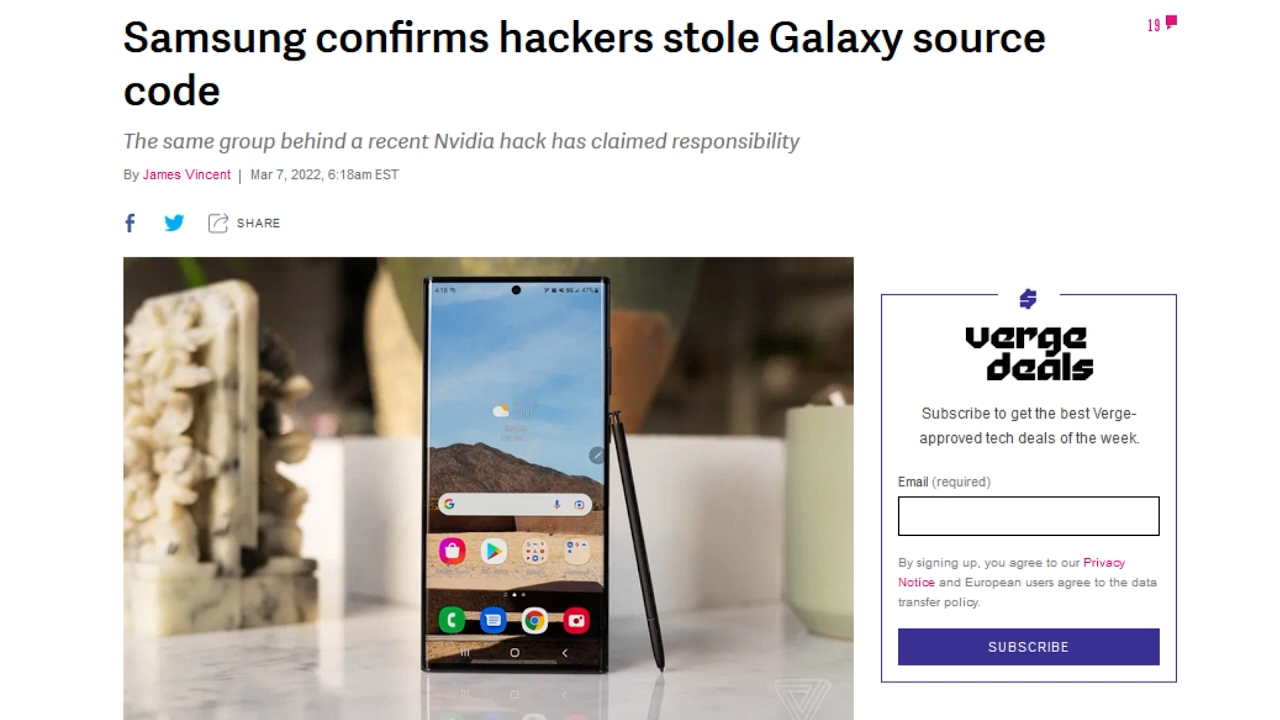 Samsung confirms hackers stole Galaxy source
code
19
The same group behind a recent Nvidia hack has claimed responsibility
By James Vincent | Mar 7, 2022, 6:18am EST
SHARE
4:18
47%
verge
deals
Subscribe to get the best Verge-
approved tech deals of the week.
Email (required)
By signing up, you agree to our Privacy
Notice and European users agree to the data
transfer policy.
SUBSCRIBE